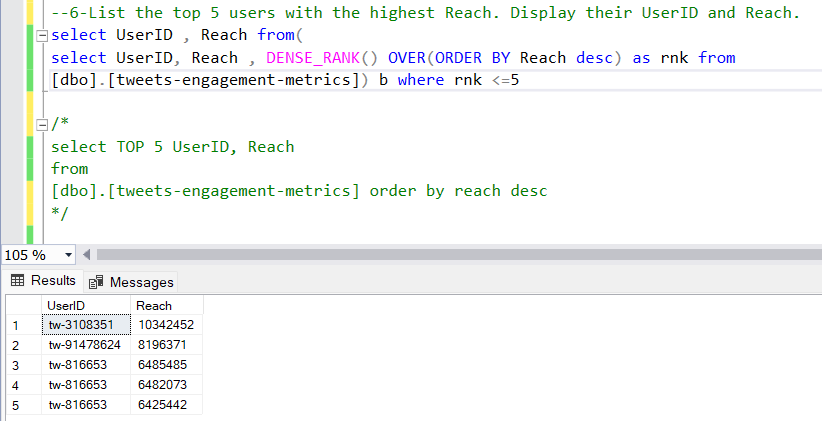 --6-List the top 5 users with the highest Reach. Display their UserID and Reach.
select UserID , Reach from(
select UserID, Reach , DENSE_RANK() OVER(ORDER BY Reach desc) as rnk from
[dbo].[tweets-engagement-metrics]) b where rnk <=5
/*
select TOP 5 UserID, Reach
from
[dbo].[tweets-engagement-metrics] order by reach desc
*/
105 %
Results Messages
UserID Reach
1 tw-3108351 10342452
2 tw-91478624 8196371
3 tw-816653 6485485
4 tw-816653 6482073
5 tw-816653 6425442